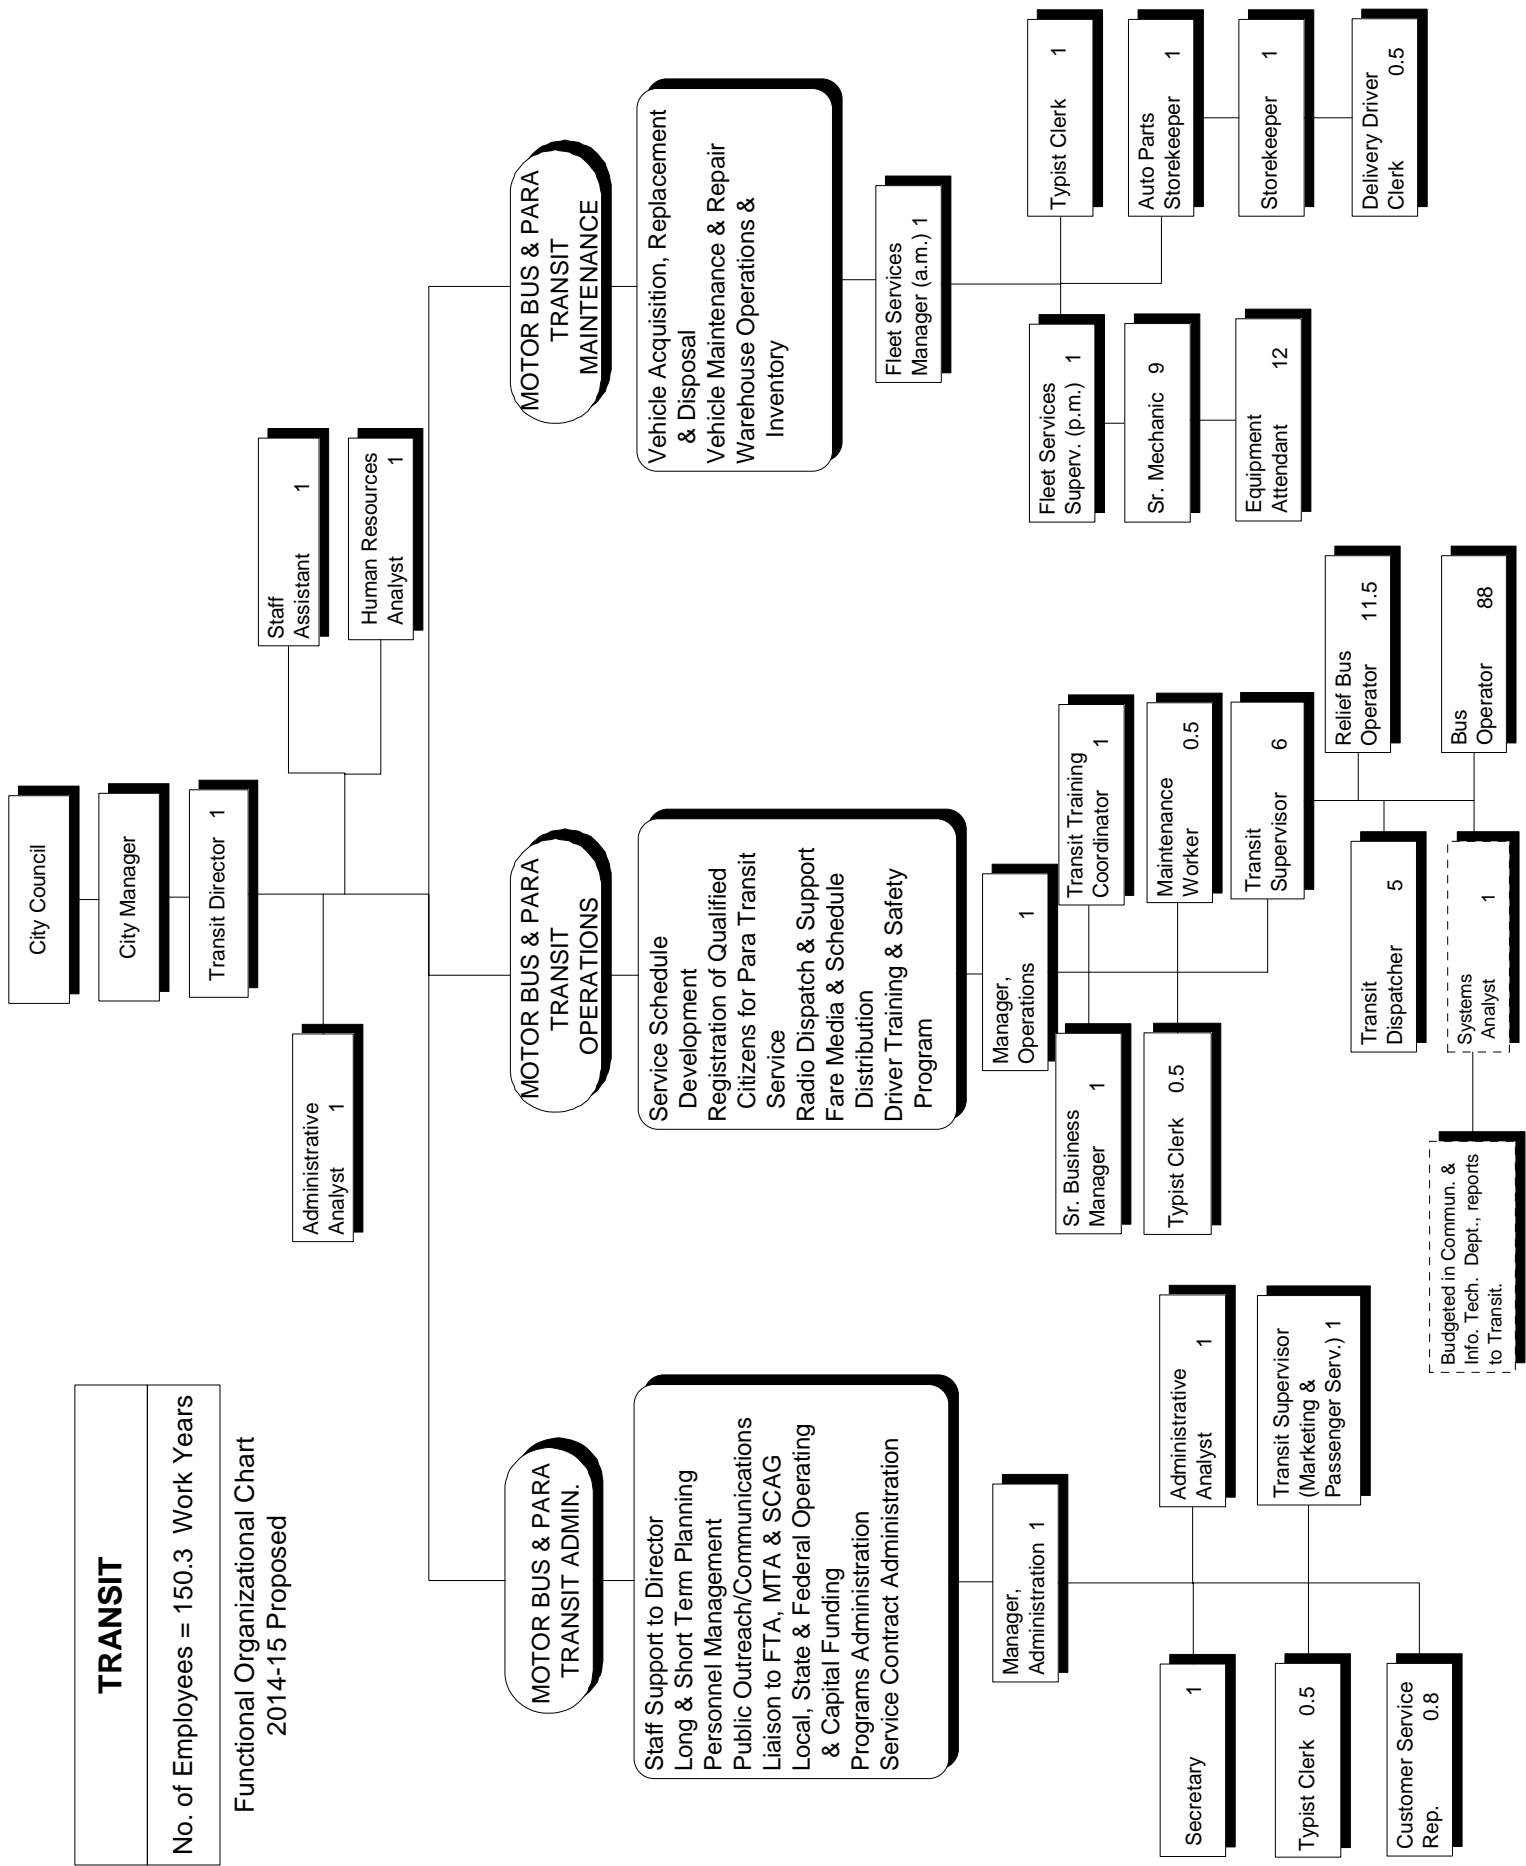 TRANSIT
No. of Employees = 150.3 Work Years
Functional Organizational Chart
2014-15 Proposed
City Council
City Manager
Transit Director 1
Administrative
Analyst 1
Staff
Assistant 1
Human Resources
Analyst 1
MOTOR BUS & PARA
TRANSIT ADMIN.
Staff Support to Director
Long & Short Term Planning
Personnel Management
Public Outreach/Communications
Liaison to FTA, MTA & SCAG
Local, State & Federal Operating
& Capital Funding
Programs Administration
Service Contract Administration
Manager,
Administration 1
Secretary 1
Administrative
Analyst 1
Typist Clerk 0.5
Transit Supervisor
(Marketing &
Passenger Serv.) 1
Customer Service
Rep. 0.8
MOTOR BUS & PARA
TRANSIT
OPERATIONS
Service Schedule
Development
Registration of Qualified
Citizens for Para Transit
Service
Radio Dispatch & Support
Fare Media & Schedule
Distribution
Driver Training & Safety
Program
Manager,
Operations 1
Sr. Business
Manager 1
Transit Training
Coordinator 1
Typist Clerk 0.5
Maintenance
Worker 0.5
Transit
Supervisor 6
Transit
Dispatcher 5
Relief Bus
Operator 11.5
Systems
Analyst 1
Bus
Operator 88
Budgeted in Commun. &
Info. Tech. Dept., reports
to Transit.
MOTOR BUS & PARA
TRANSIT
MAINTENANCE
Vehicle Acquisition, Replacement
& Disposal
Vehicle Maintenance & Repair
Warehouse Operations &
Inventory
Fleet Services
Manager (a.m.) 1
Fleet Services
Superv. (p.m.) 1
Sr. Mechanic 9
Equipment
Attendant 12
Typist Clerk 1
Auto Parts
Storekeeper 1
Storekeeper 1
Delivery Driver
Clerk 0.5